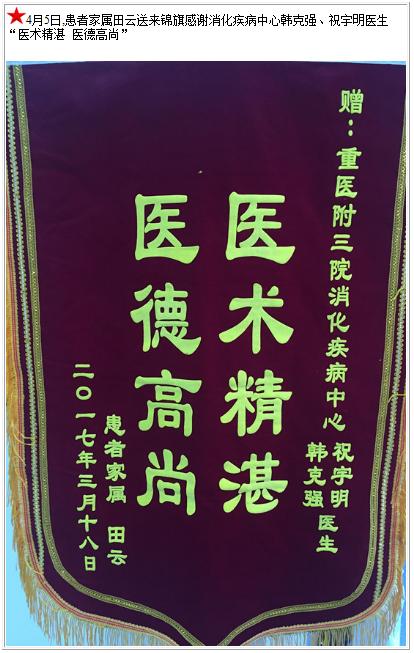 4月5日,患者家属田云送来锦旗感谢消化疾病中心韩克强、祝宇明医生
“医术精湛 医德高尚”
赠：重医附三院消化疾病中心
祝宇明
韩克强
医生
医术精湛
医德高尚
患者家属 田云
二〇一七年三月十八日